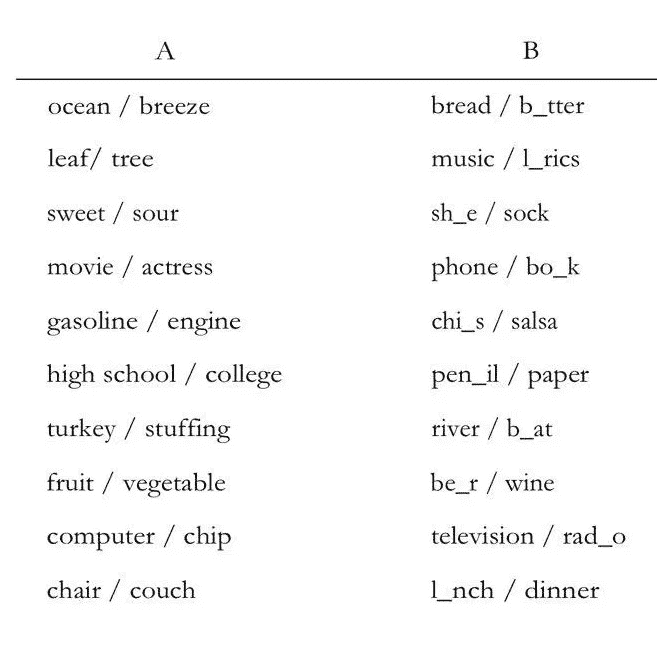 A B
ocean / breeze bread / b_tter
leaf/ tree music / l_rics
sweet / sour sh_e / sock
movie / actress phone / bo_k
gasoline / engine chi_s / salsa
high school / college pen_il / paper
turkey / stuffing river / b_at
fruit / vegetable be_r / wine
computer / chip television / rad_o
chair / couch l_nch / dinner